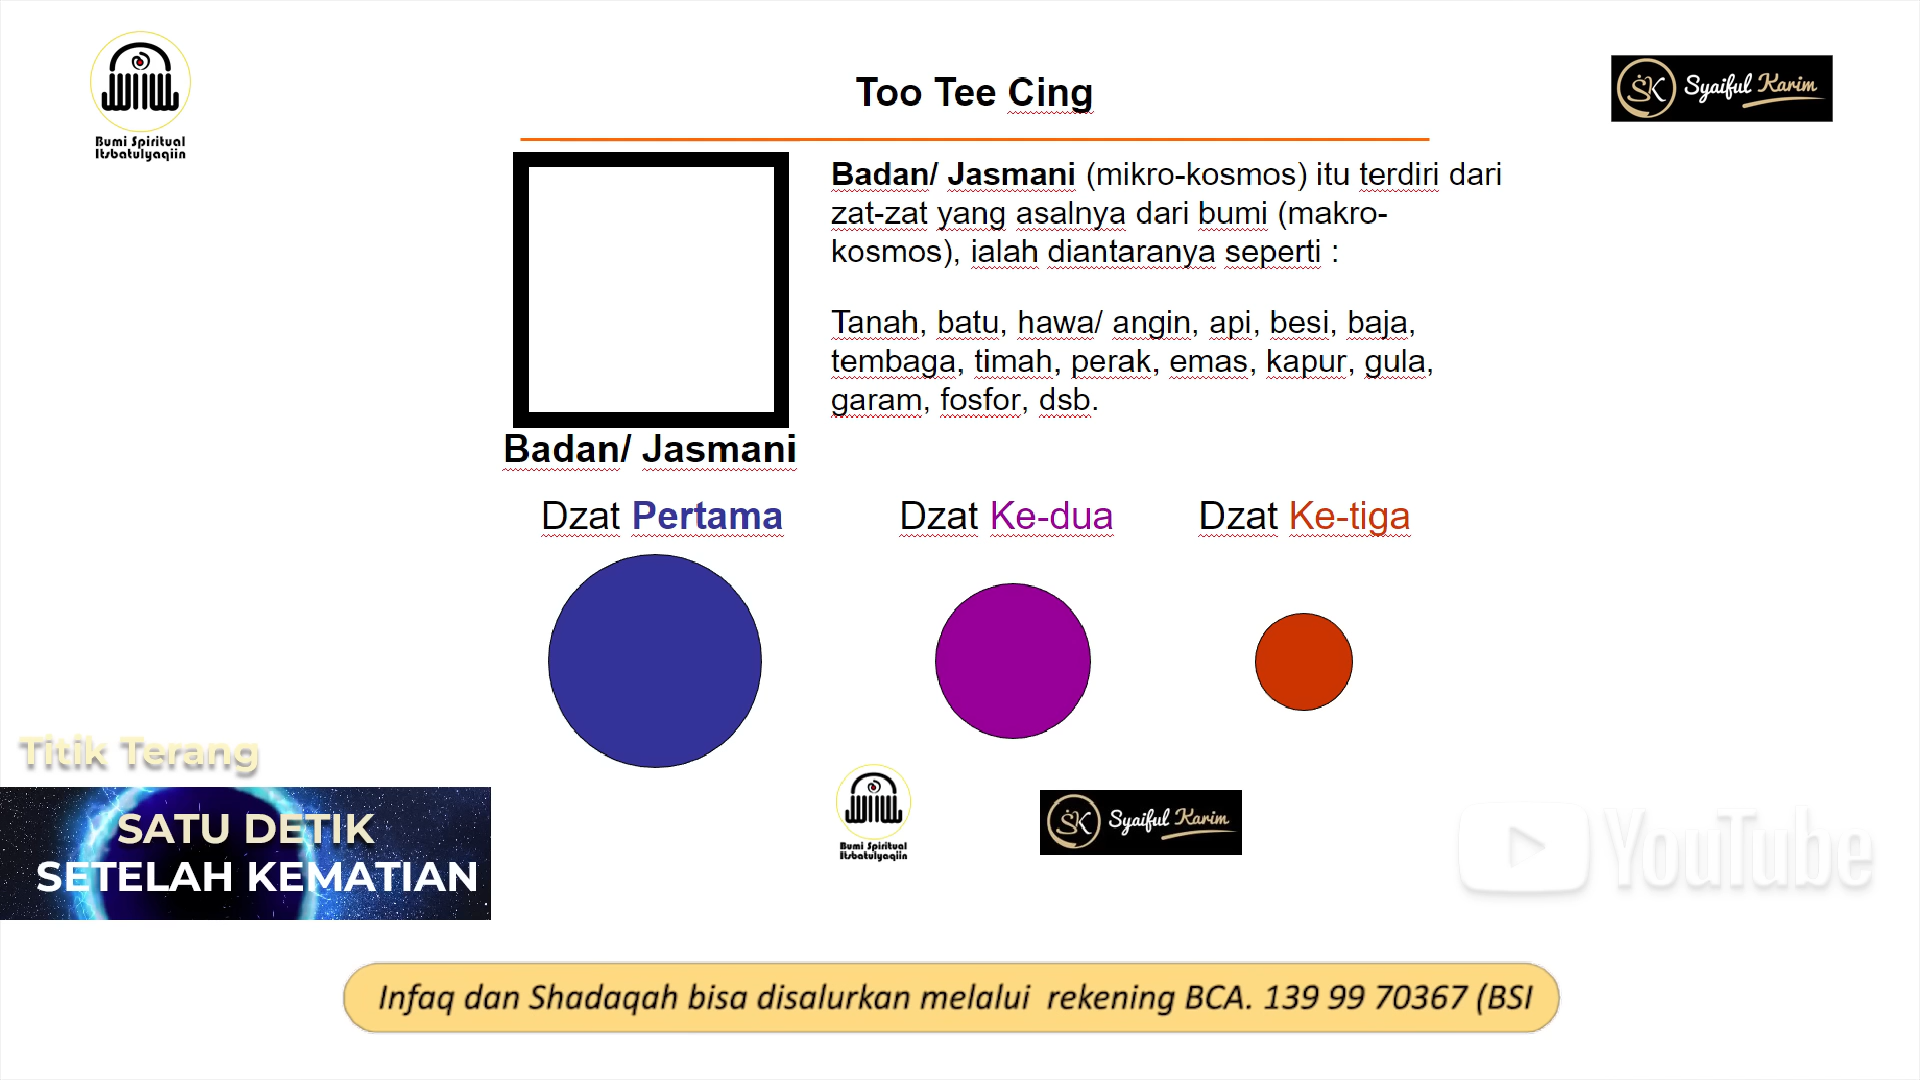 Bumi Spiritual
Itsbatulyaqiin
Too Tee Cing
SK Syaiful Karim
Badan/ Jasmani (mikro-kosmos) itu terdiri dari
zat-zat yang asalnya dari bumi (makro-
kosmos), ialah diantaranya seperti :
Tanah, batu, hawa/ angin, api, besi, baja,
tembaga, timah, perak, emas, kapur, gula,
garam, fosfor, dsb.
Badan/ Jasmani
Dzat Pertama
Dzat Ke-dua
Dzat Ke-tiga
Titik Terang
SATU DETIK
SETELAH KEMATIAN
Bumi Spiritual
Itsbatulyaqiin
SK Syaiful Karim
YouTube
Infaq dan Shadaqah bisa disalurkan melalui  rekening BCA. 139 99 70367 (BSI